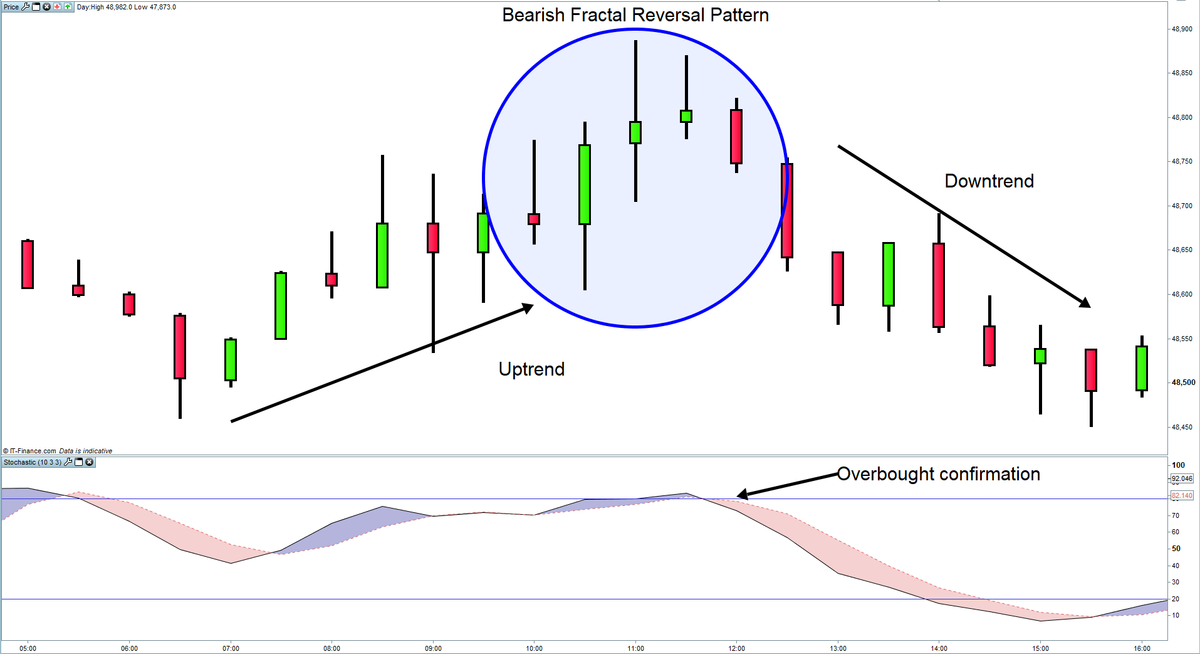 Price Day:High 48,982.0 Low 47,873.0
Bearish Fractal Reversal Pattern
48,900
48,850
48,800
48,750
48,700
48,650
48,600
48,550
48,500
48,450
Downtrend
Uptrend
© IT-Finance.com Data is indicative
Stochastic (10 3 3)
Overbought confirmation
100
92.046
82.140
70
60
50
40
30
20
10
05:00 06:00 07:00 08:00 09:00 10:00 11:00 12:00 13:00 14:00 15:00 16:00